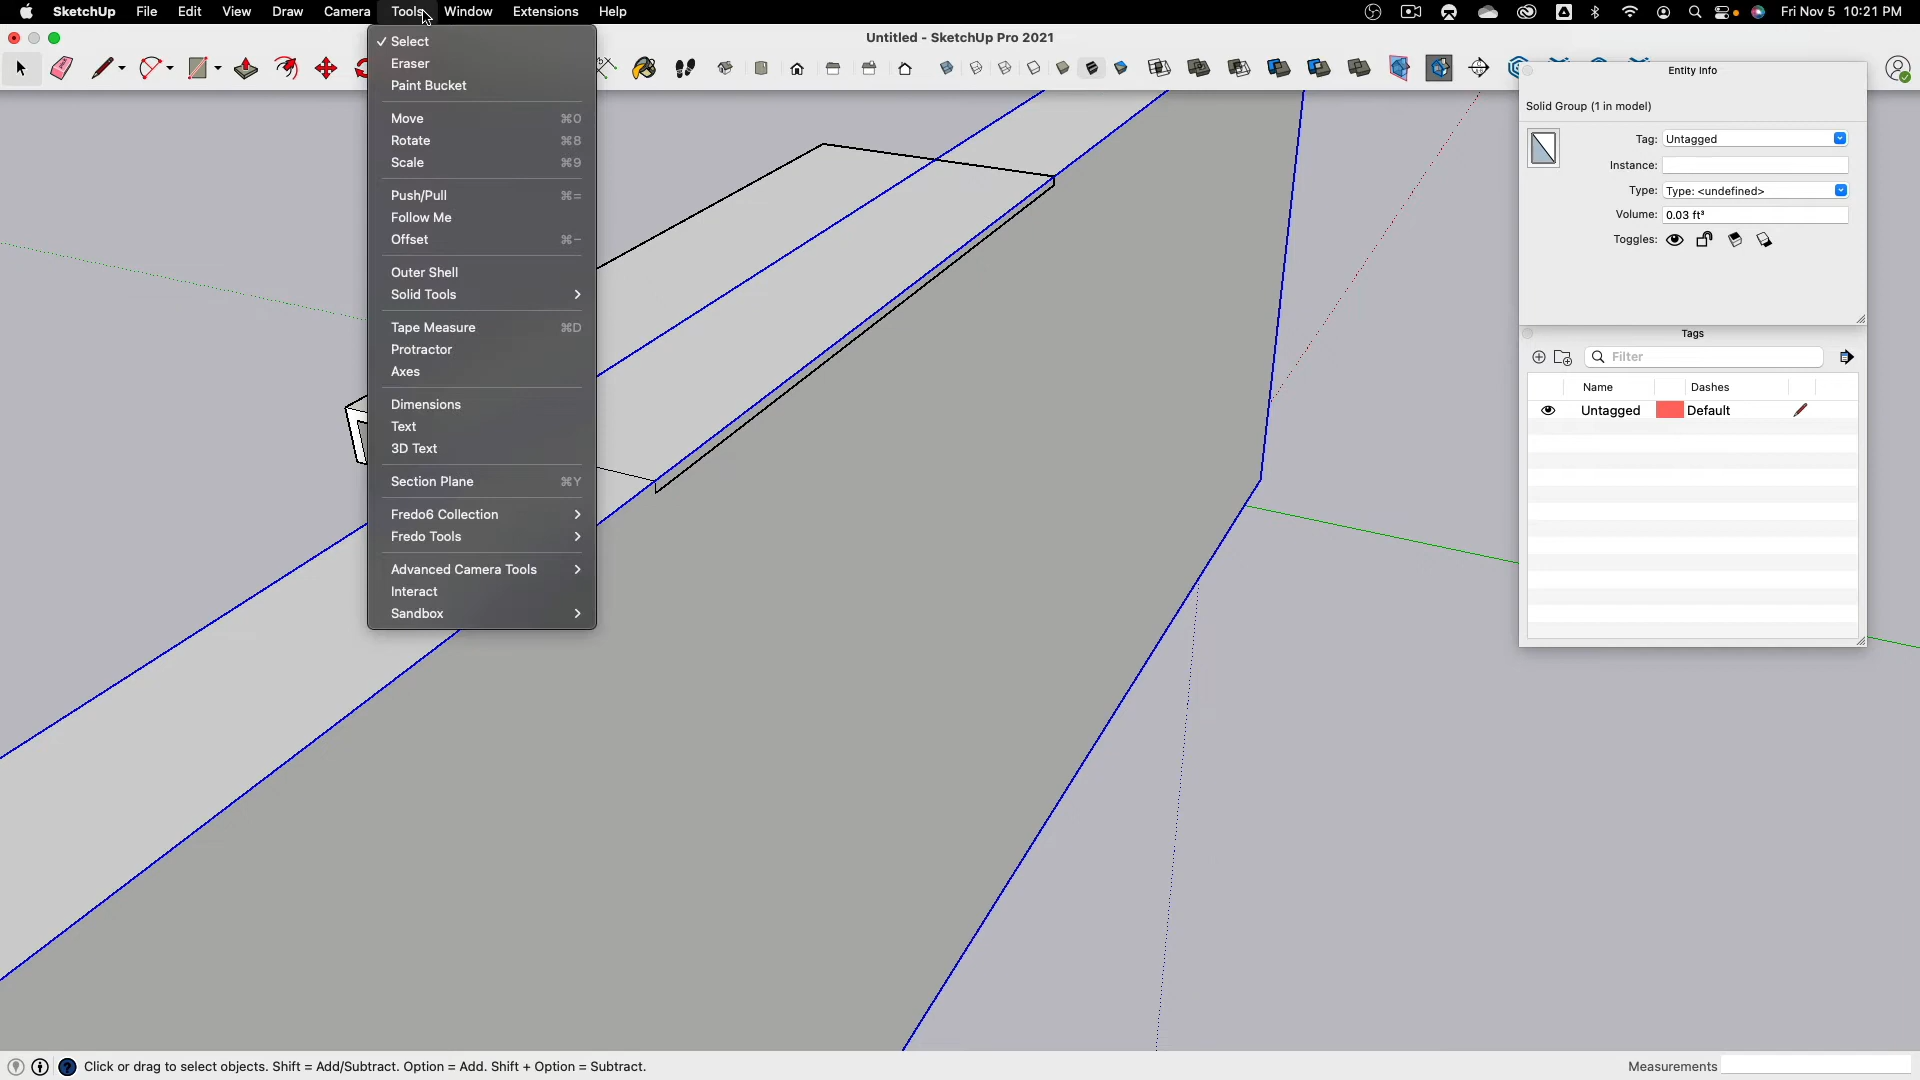 SketchUp File Edit View Draw Camera Tools Window Extensions Help Fri Nov 5 10:21 PM
Untitled - SketchUp Pro 2021
✓ Select
Eraser
Paint Bucket
Move ⌘0
Rotate ⌘8
Scale ⌘9
Push/Pull ⌘=
Follow Me
Offset ⌘-
Outer Shell
Solid Tools >
Tape Measure ⌘D
Protractor
Axes
Dimensions
Text
3D Text
Section Plane ⌘Y
Fredo6 Collection >
Fredo Tools >
Advanced Camera Tools >
Interact
Sandbox >
Entity Info
Solid Group (1 in model)
Tag: Untagged
Instance:
Type: Type: <undefined>
Volume: 0.03 ft³
Toggles:
Tags
Filter
Name Dashes
Untagged Default
Click or drag to select objects. Shift = Add/Subtract. Option = Add. Shift + Option = Subtract.
Measurements